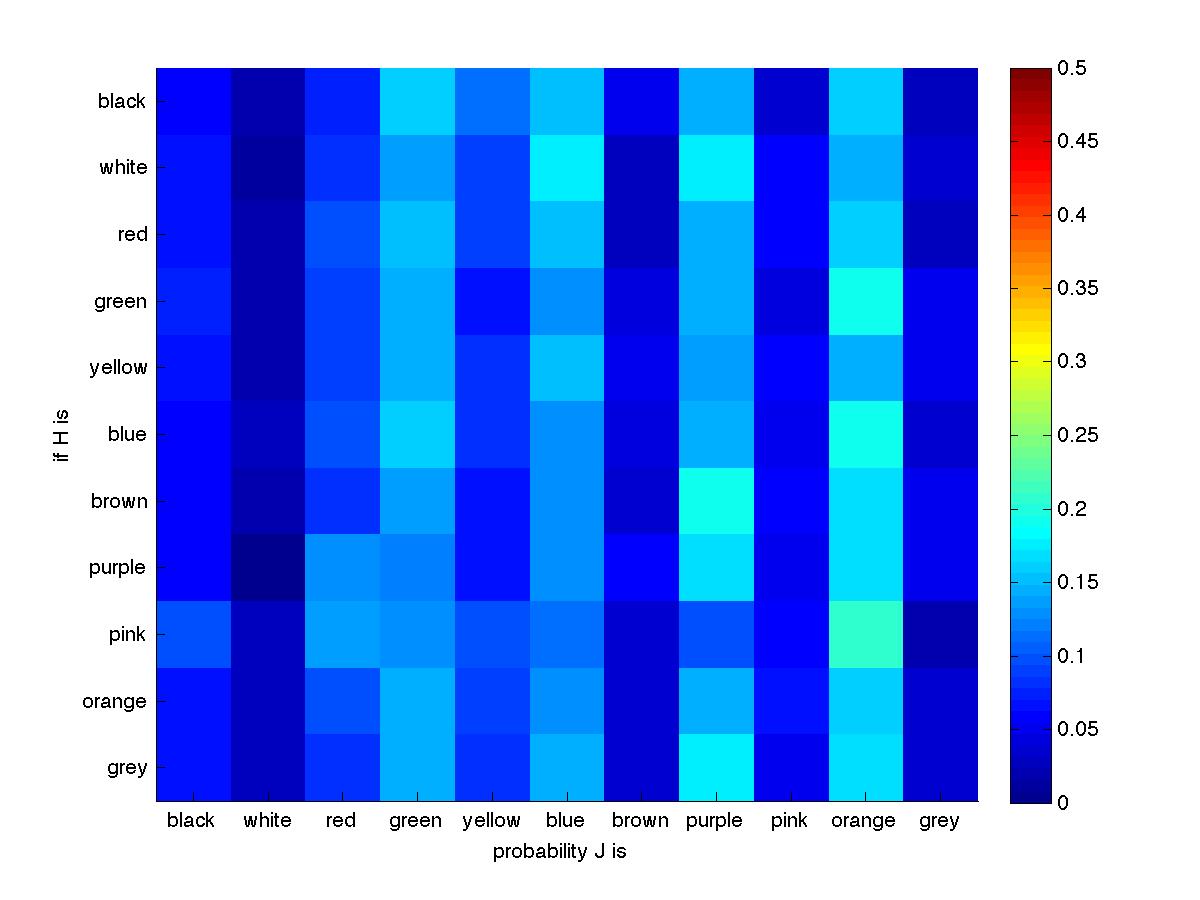 black
white
red
green
yellow
blue
brown
purple
pink
orange
grey
if H is
black white red green yellow blue brown purple pink orange grey
probability J is
0.5
0.45
0.4
0.35
0.3
0.25
0.2
0.15
0.1
0.05
0